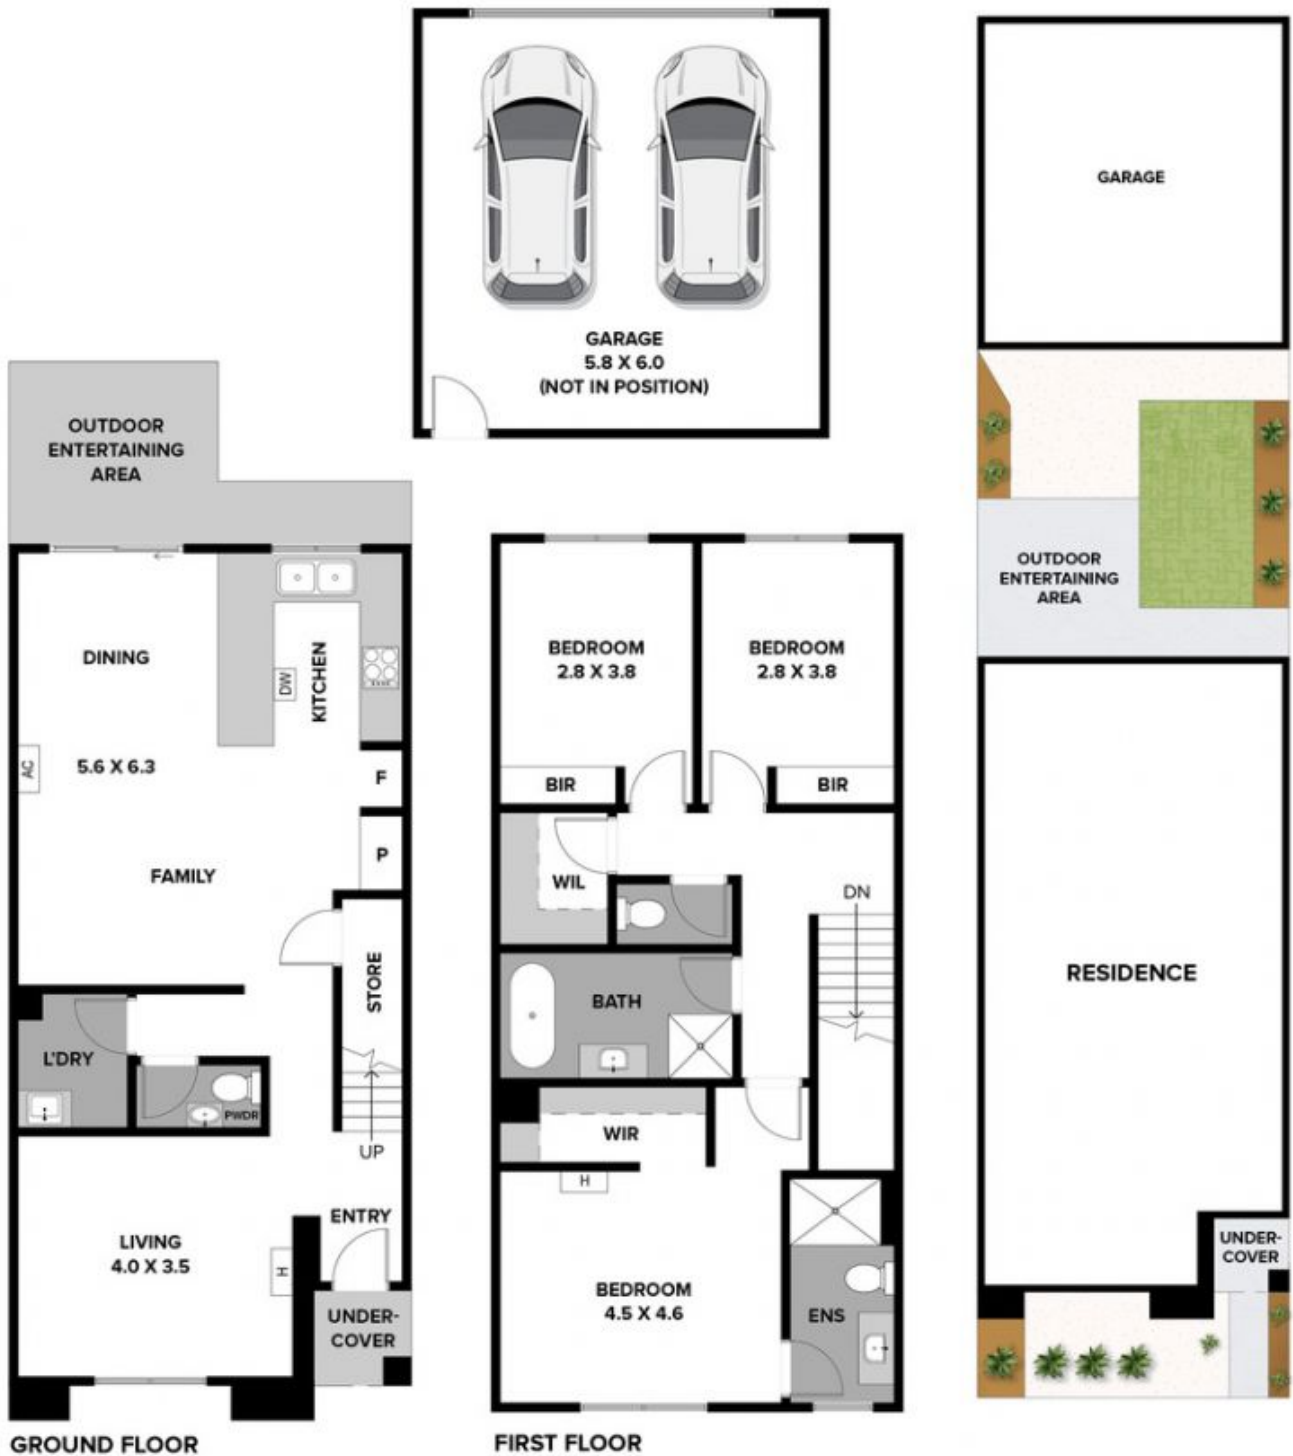 GARAGE
5.8 X 6.0
(NOT IN POSITION)
OUTDOOR
ENTERTAINING
AREA
DINING
KITCHEN
DW
AC
5.6 X 6.3
F
P
FAMILY
STORE
L'DRY
PWDR
UP
ENTRY
LIVING
4.0 X 3.5
H
UNDER-
COVER
GROUND FLOOR
BEDROOM
2.8 X 3.8
BEDROOM
2.8 X 3.8
BIR
BIR
WIL
DN
BATH
WIR
H
BEDROOM
4.5 X 4.6
ENS
FIRST FLOOR
GARAGE
OUTDOOR
ENTERTAINING
AREA
RESIDENCE
UNDER-
COVER